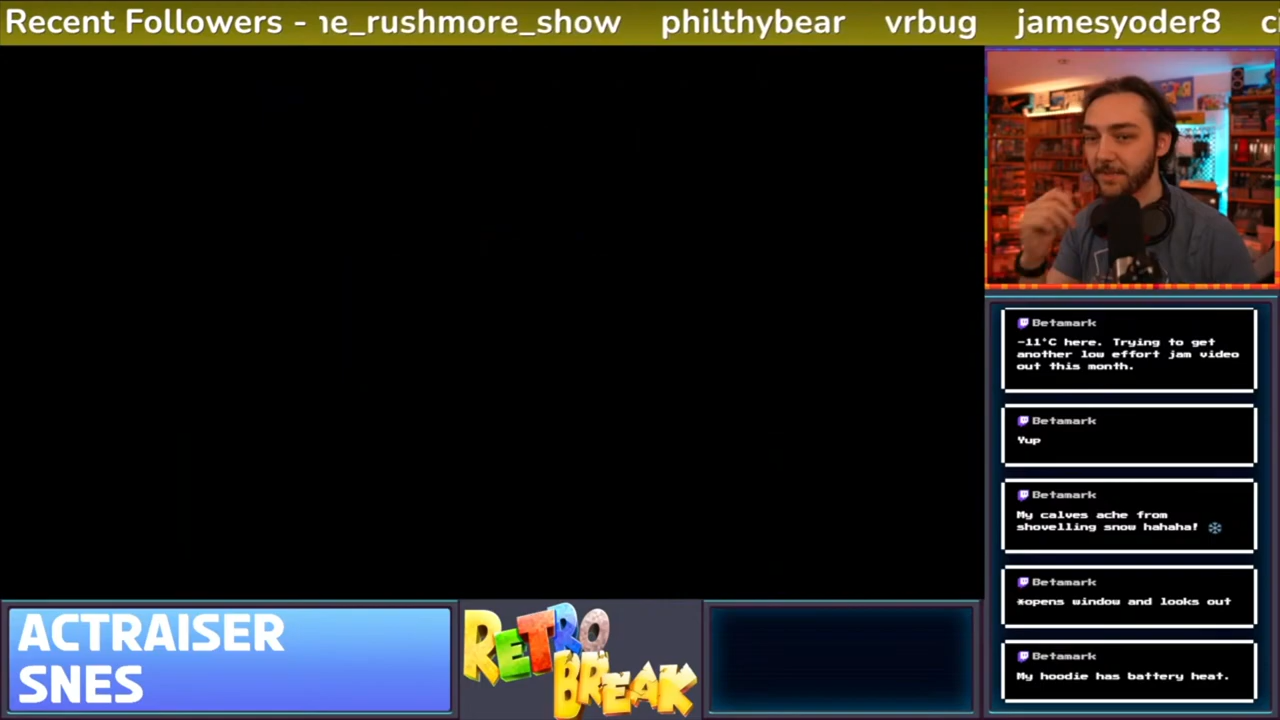 Recent Followers - ne_rushmore_show philthybear vrbug jamesyoder8
Betamark
-11°C here. Trying to get
another low effort jam video
out this month.
Betamark
Yup
Betamark
My calves ache from
shovelling snow hahaha! ❄
Betamark
*opens window and looks out
Betamark
My hoodie has battery heat.
ACTRAISER
SNES
RETRO
BREAK